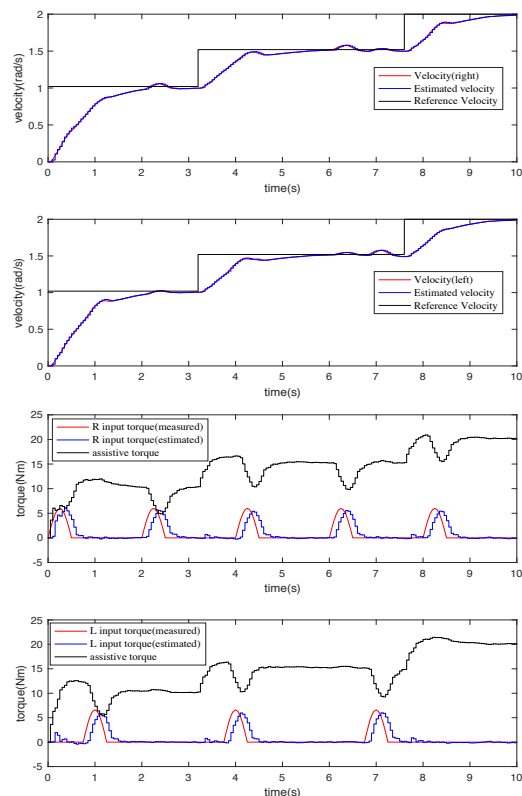 2
1.5
1
0.5
0
velocity(rad/s)
Velocity(right)
Estimated velocity
Reference Velocity
0 1 2 3 4 5 6 7 8 9 10
time(s)
2
1.5
1
0.5
0
velocity(rad/s)
Velocity(left)
Estimated velocity
Reference Velocity
0 1 2 3 4 5 6 7 8 9 10
time(s)
25
20
15
10
5
0
-5
torque(Nm)
R input torque(measured)
R input torque(estimated)
assistive torque
0 1 2 3 4 5 6 7 8 9 10
time(s)
25
20
15
10
5
0
-5
torque(Nm)
L input torque(measured)
L input torque(estimated)
assistive torque
0 1 2 3 4 5 6 7 8 9 10
time(s)